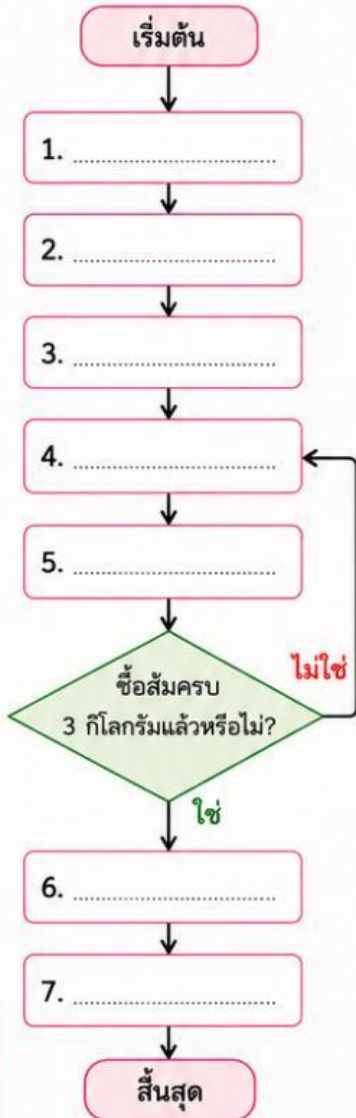 เริ่มต้น
1. ........................................
2. ........................................
3. ........................................
4. ........................................
5. ........................................
ซื้อส้มครบ
3 กิโลกรัมแล้วหรือไม่?
ไม่ใช่
ใช่
6. ........................................
7. ........................................
สิ้นสุด